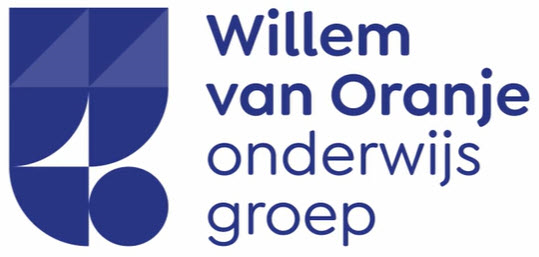 Willem
van Oranje
onderwijs
groep